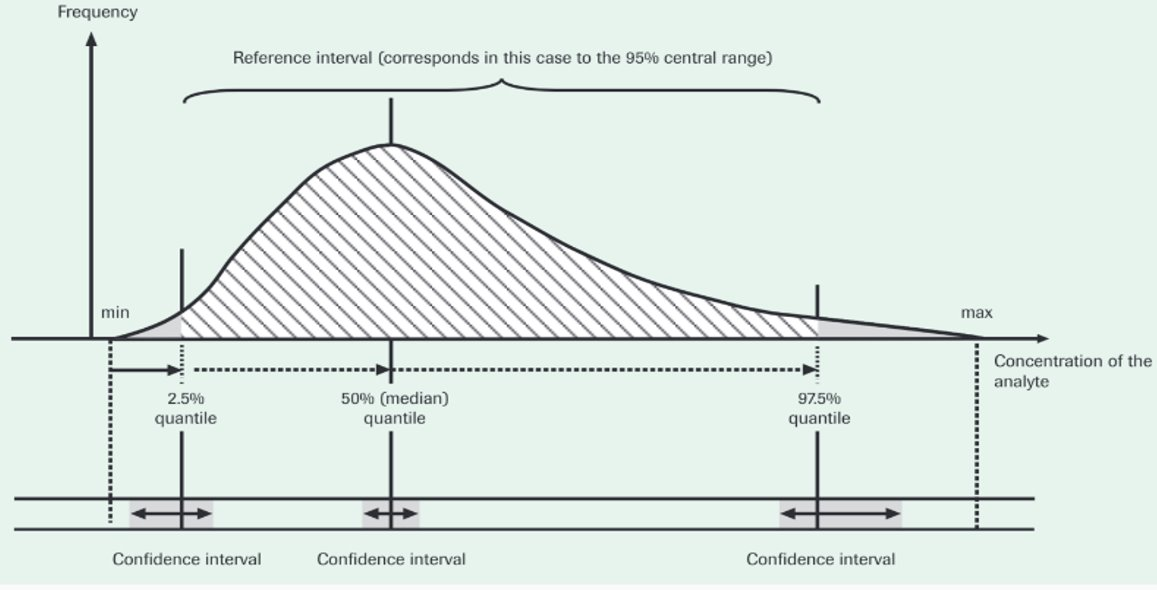 Frequency
Reference interval (corresponds in this case to the 95% central range)
min
max
Concentration of the
analyte
2.5%
quantile
50% (median)
quantile
97.5%
quantile
Confidence interval
Confidence interval
Confidence interval